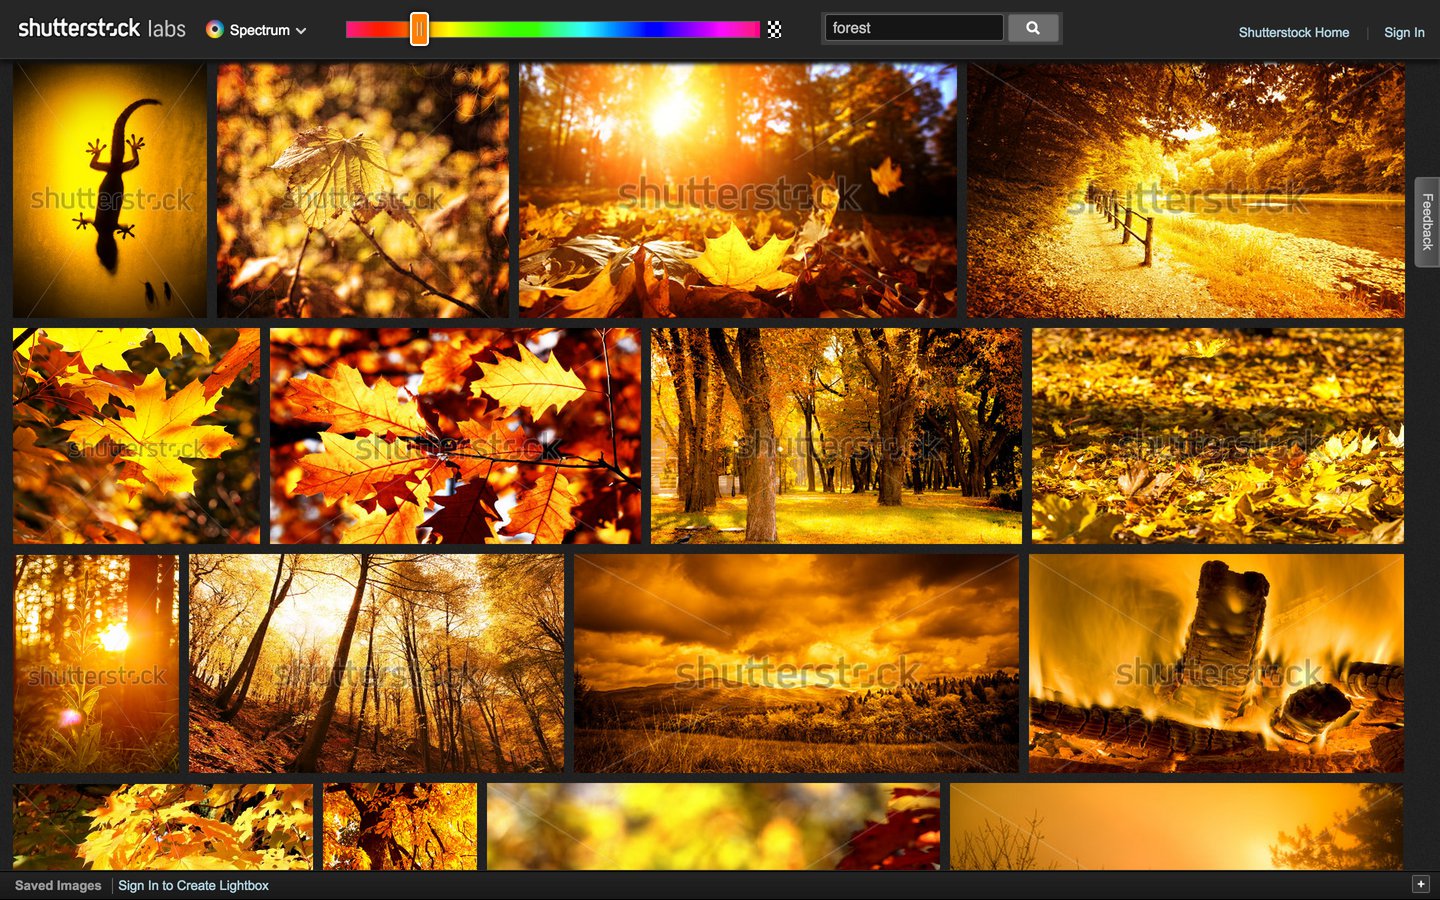 shutterstock labs
Spectrum
forest
Shutterstock Home
Sign In
shutterstock
shutterstock
shutterstock
shutterstock
Feedback
shutterstock
shutterstock
shutterstock
shutterstock
shutterstock
shutterstock
shutterstock
shutterstock
Saved Images
Sign In to Create Lightbox
+